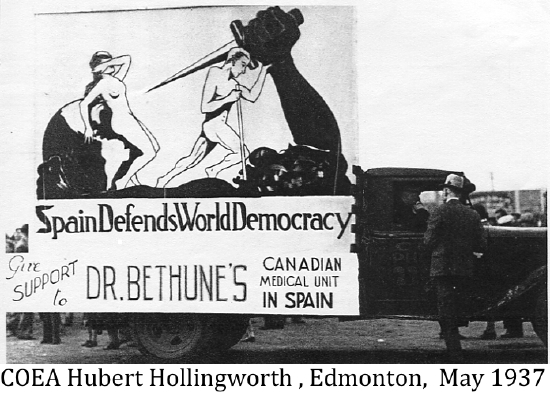 Spain Defends World Democracy
Give SUPPORT to
DR. BETHUNE'S
CANADIAN
MEDICAL UNIT
IN SPAIN
COEA Hubert Hollingworth , Edmonton,  May 1937